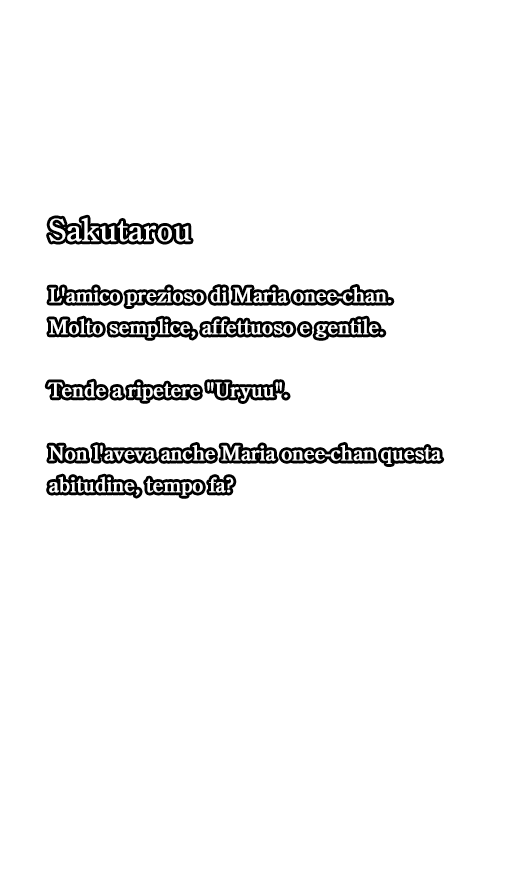 Sakutarou
L'amico prezioso di Maria onee-chan.
Molto semplice, affettuoso e gentile.
Tende a ripetere "Uryuu".
Non l'aveva anche Maria onee-chan questa
abitudine, tempo fa?